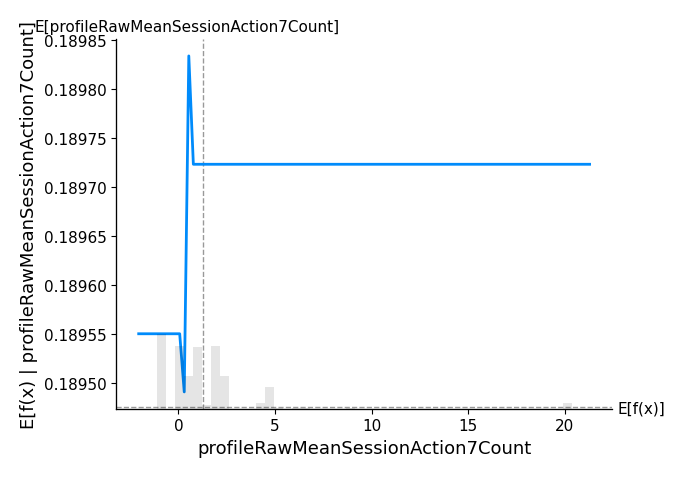 E[profileRawMeanSessionAction7Count]
E[f(x) | profileRawMeanSessionAction7Count]
0.18985
0.18980
0.18975
0.18970
0.18965
0.18960
0.18955
0.18950
E[f(x)]
0 5 10 15 20
profileRawMeanSessionAction7Count